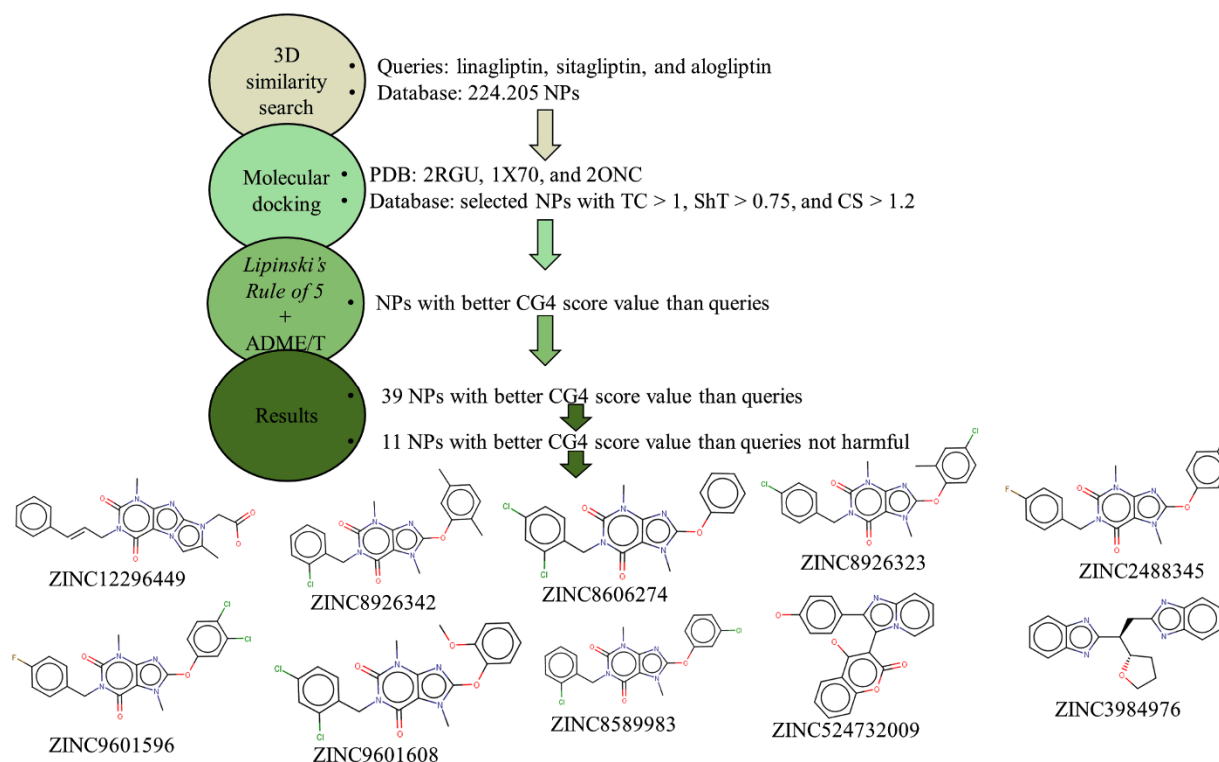 3D
similarity
search
• Queries: linagliptin, sitagliptin, and alogliptin
• Database: 224.205 NPs
Molecular
docking
• PDB: 2RGU, 1X70, and 2ONC
• Database: selected NPs with TC > 1, ShT > 0.75, and CS > 1.2
Lipinski's
Rule of 5
+
ADME/T
• NPs with better CG4 score value than queries
Results
• 39 NPs with better CG4 score value than queries
• 11 NPs with better CG4 score value than queries not harmful
ZINC12296449
ZINC8926342
ZINC8606274
ZINC8926323
ZINC2488345
ZINC9601596
ZINC9601608
ZINC8589983
ZINC524732009
ZINC3984976